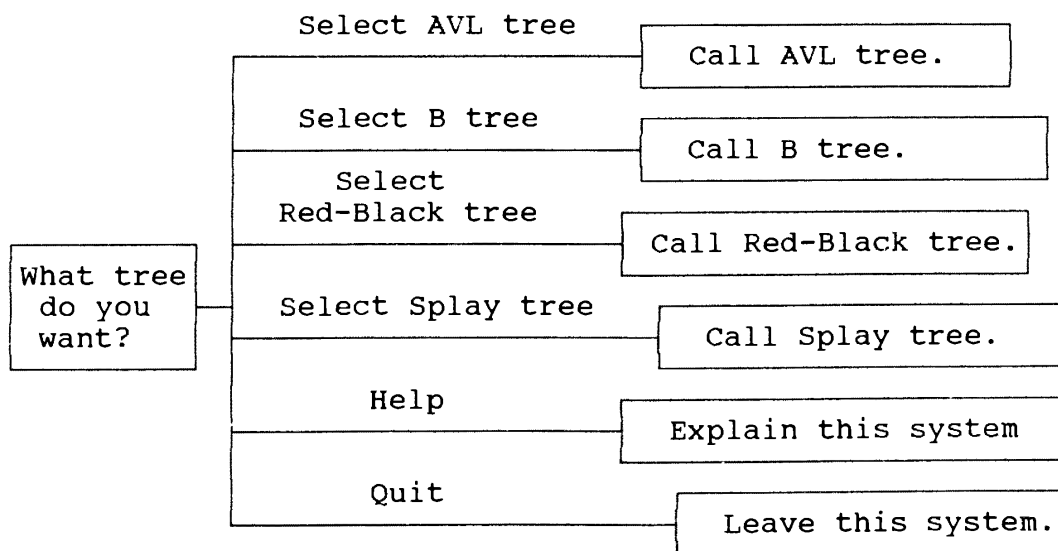 Select AVL tree
Call AVL tree.
Select B tree
Call B tree.
Select
Red-Black tree
Call Red-Black tree.
What tree
do you
want?
Select Splay tree
Call Splay tree.
Help
Explain this system
Quit
Leave this system.